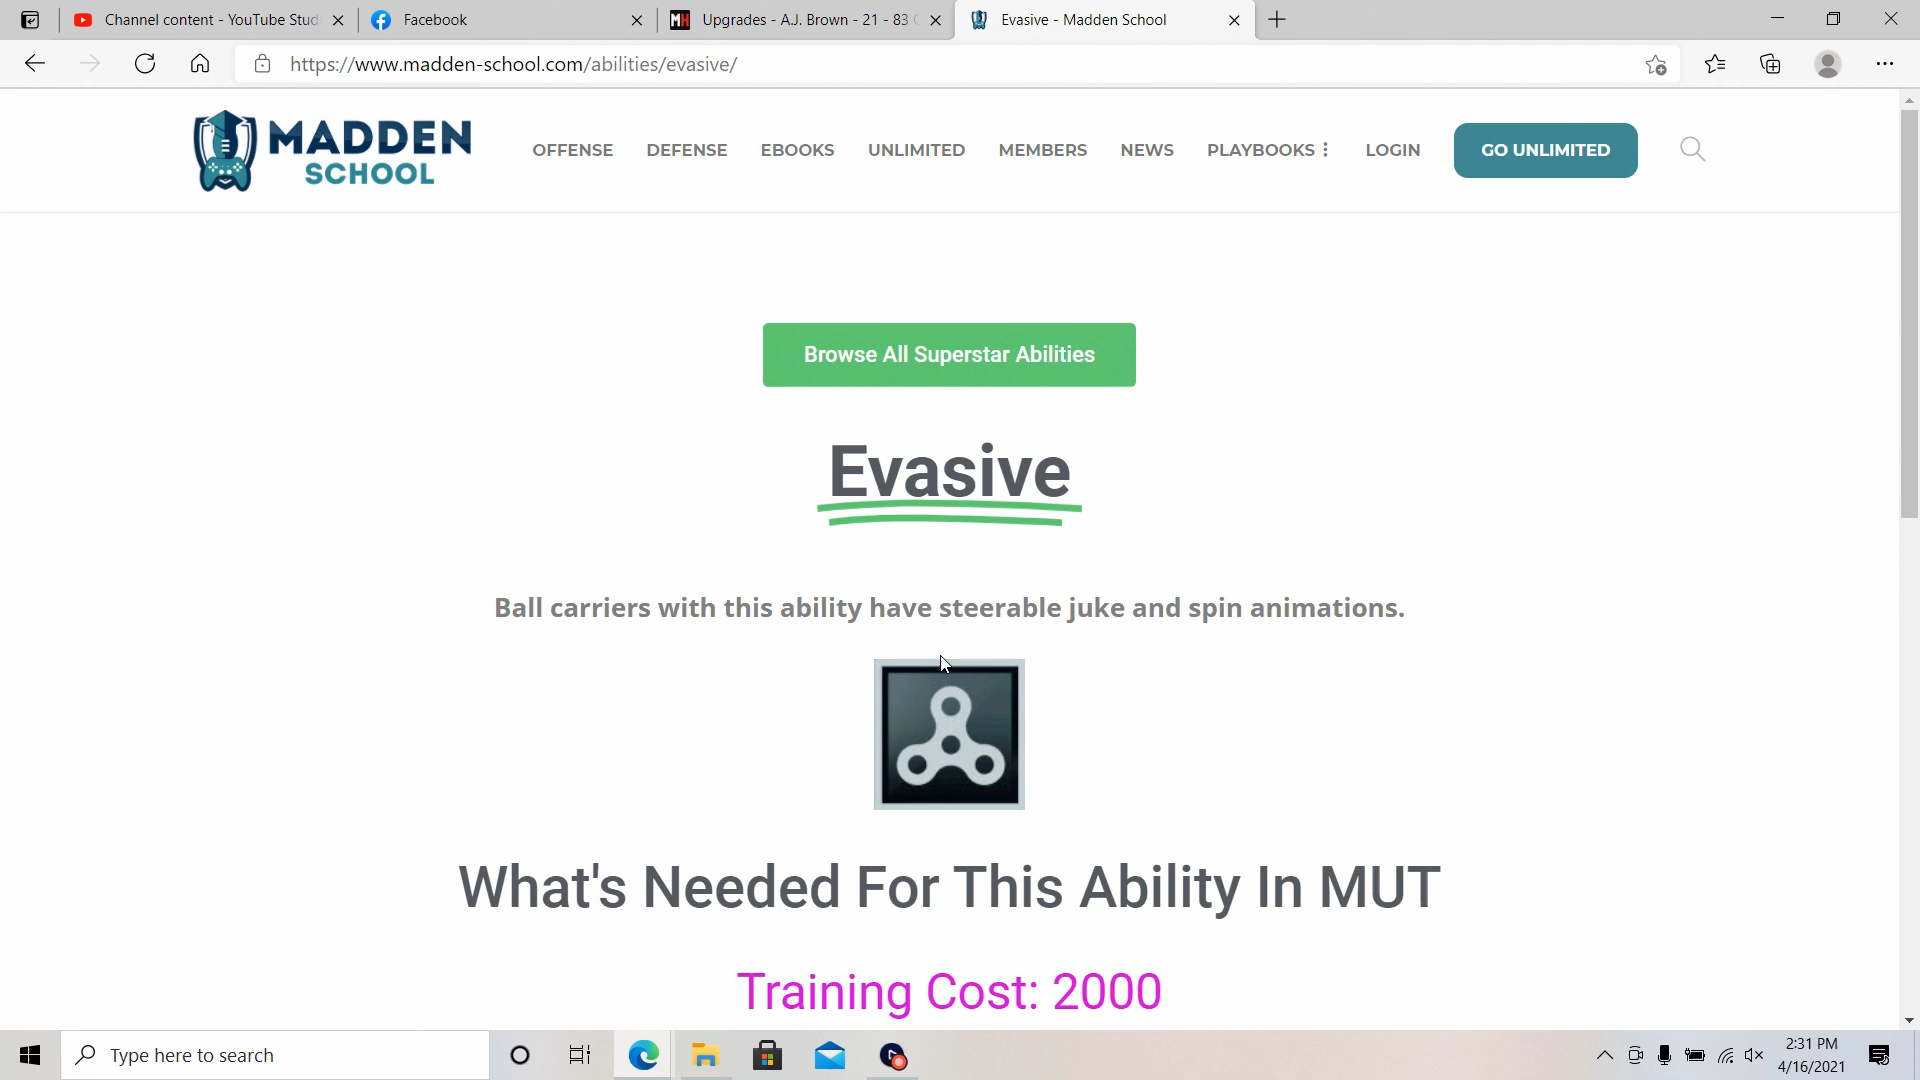 Channel content - YouTube Stud
Facebook
Upgrades - A.J. Brown - 21 - 83
Evasive - Madden School
https://www.madden-school.com/abilities/evasive/
MADDEN
SCHOOL
OFFENSE
DEFENSE
EBOOKS
UNLIMITED
MEMBERS
NEWS
PLAYBOOKS
LOGIN
GO UNLIMITED
Browse All Superstar Abilities
Evasive
Ball carriers with this ability have steerable juke and spin animations.
What's Needed For This Ability In MUT
Training Cost: 2000
Type here to search
2:31 PM
4/16/2021